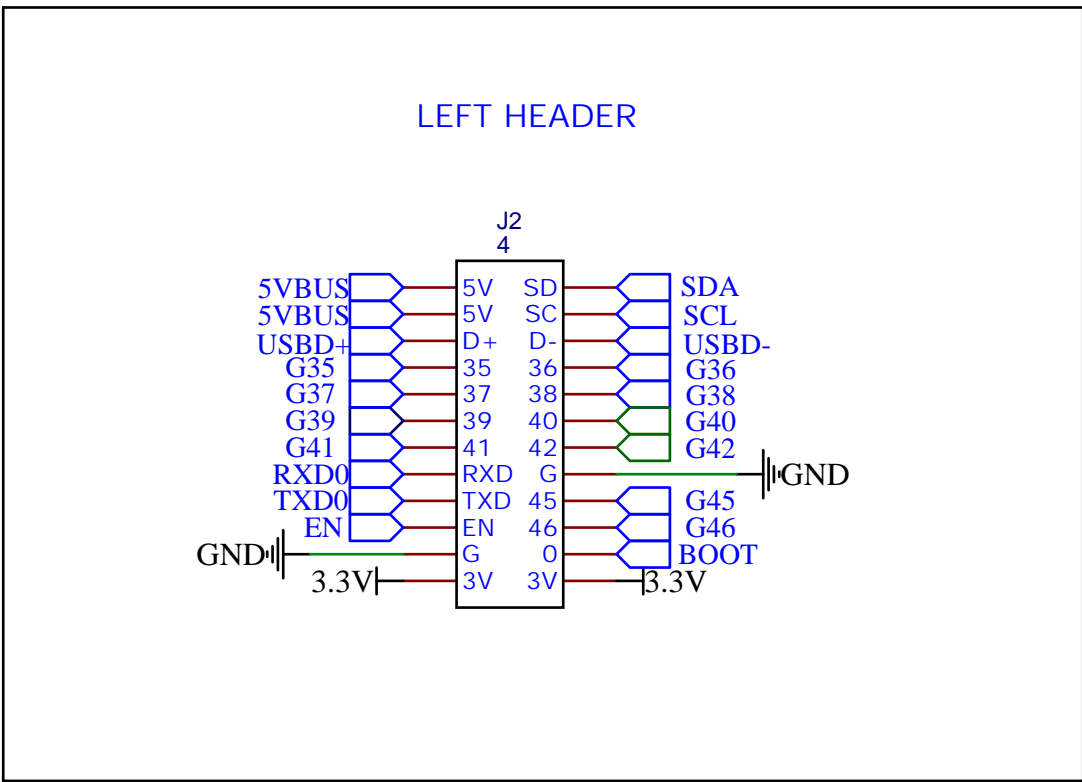 LEFT HEADER
J2
4
5VBUS 5V SD SDA
5VBUS 5V SC SCL
USBD+ D+ D- USBD-
G35 35 36 G36
G37 37 38 G38
G39 39 40 G40
G41 41 42 G42
RXD0 RXD G GND
TXD0 TXD 45 G45
EN EN 46 G46
GND G 0 BOOT
3.3V 3V 3V 3.3V